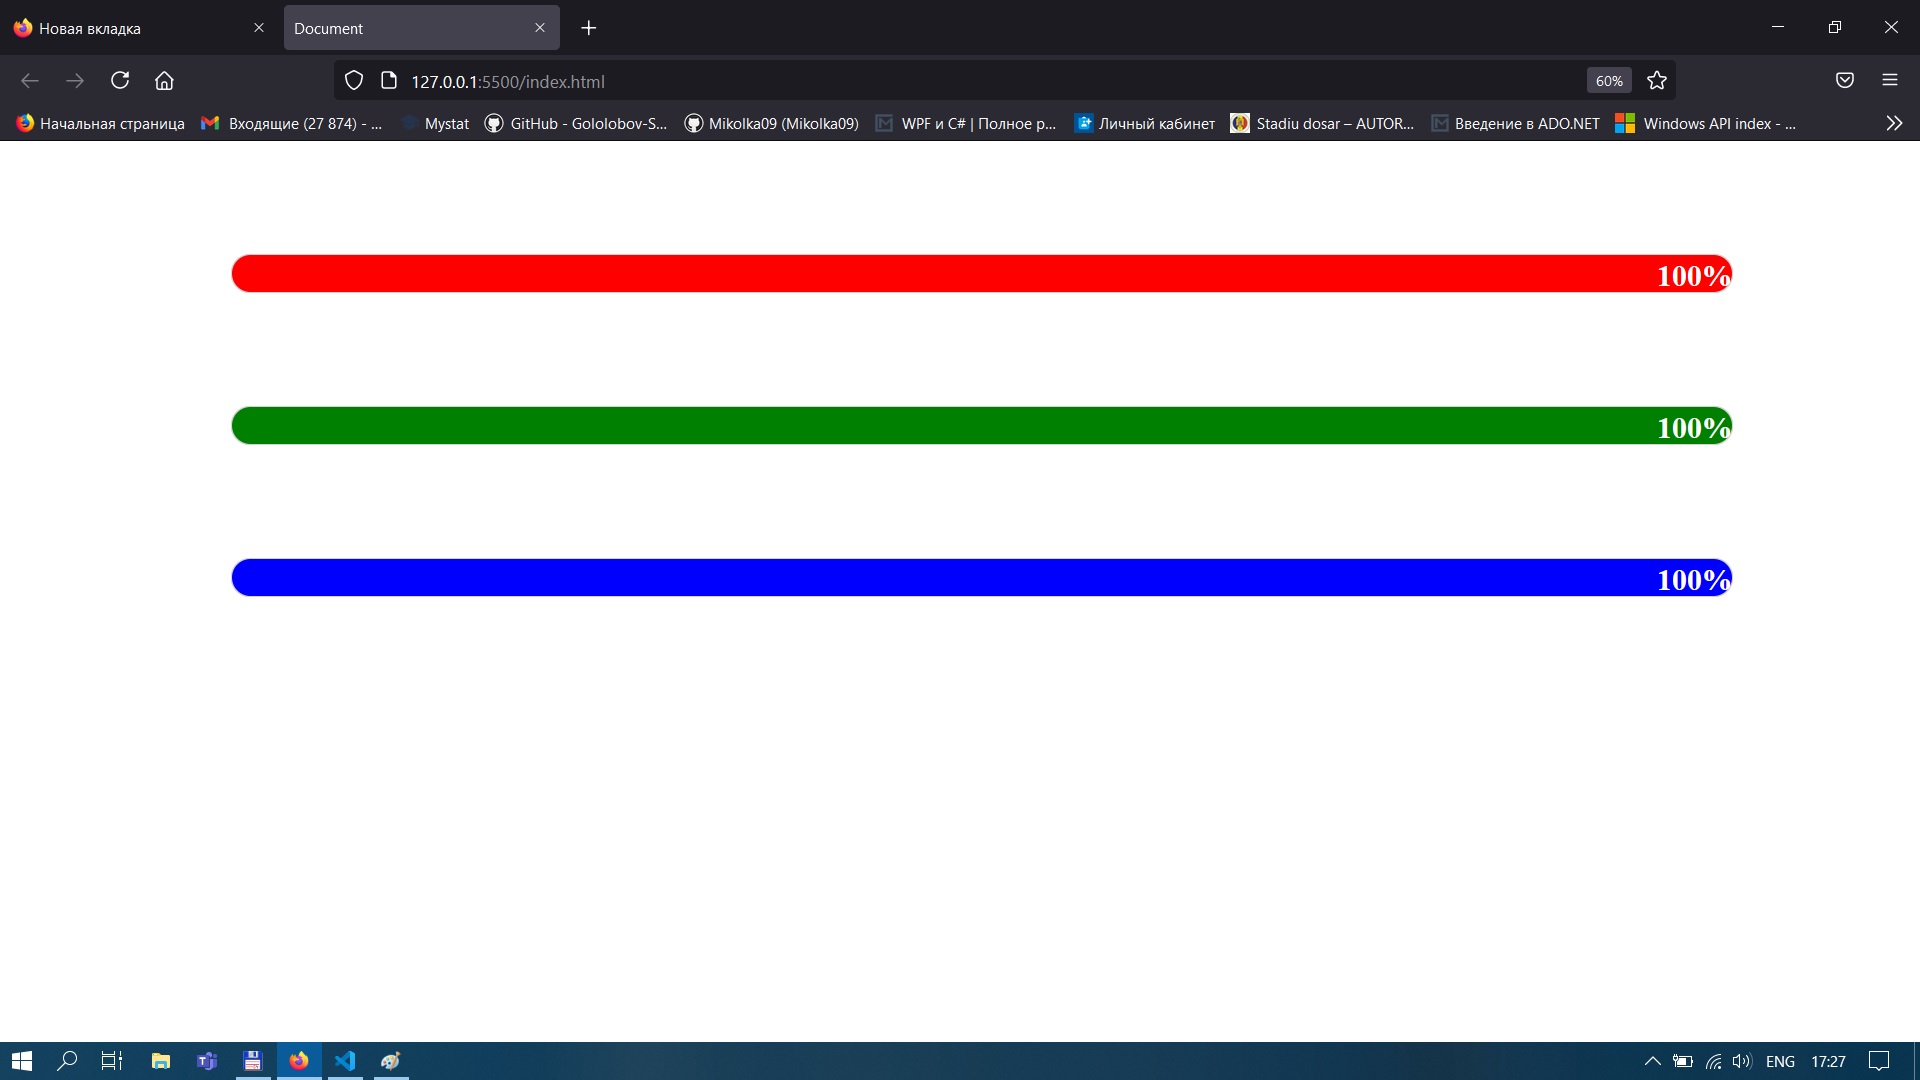 Новая вкладка
Document
127.0.0.1:5500/index.html
60%
Начальная страница
Входящие (27 874) - ...
Mystat
GitHub - Gololobov-S...
Mikolka09 (Mikolka09)
WPF и C# | Полное р...
Личный кабинет
Stadiu dosar – AUTOR...
Введение в ADO.NET
Windows API index - ...
100%
100%
100%
ENG
17:27